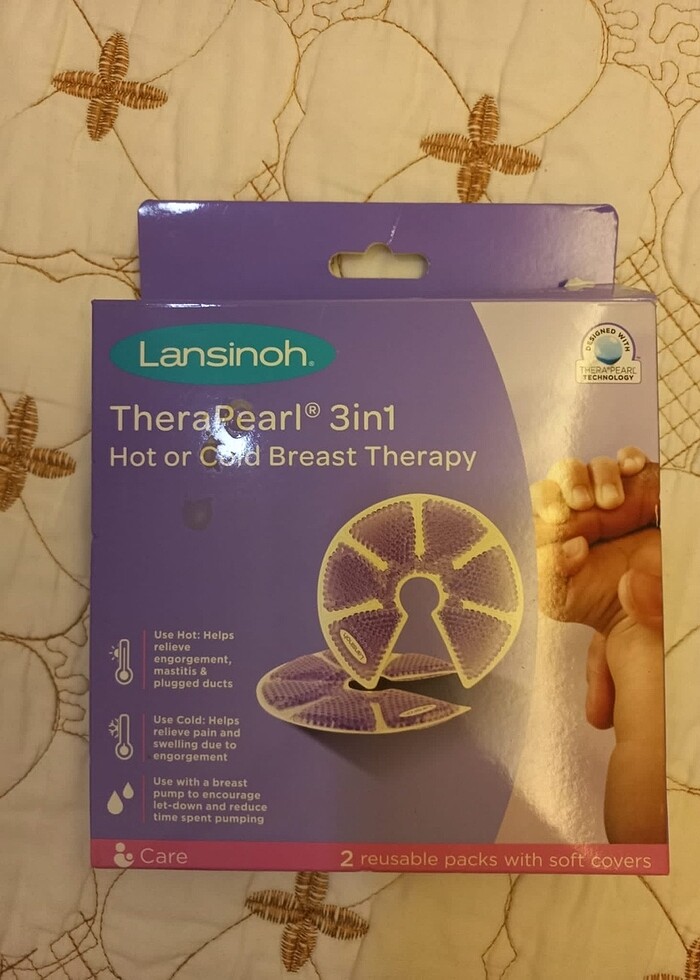 Lansinoh®
DESIGNED WITH
THERA°PEARL™
TECHNOLOGY
TheraPearl® 3in1
Hot or Cold Breast Therapy
Use Hot: Helps
relieve
engorgement,
mastitis &
plugged ducts
Use Cold: Helps
relieve pain and
swelling due to
engorgement
Use with a breast
pump to encourage
let-down and reduce
time spent pumping
Care
2 reusable packs with soft covers